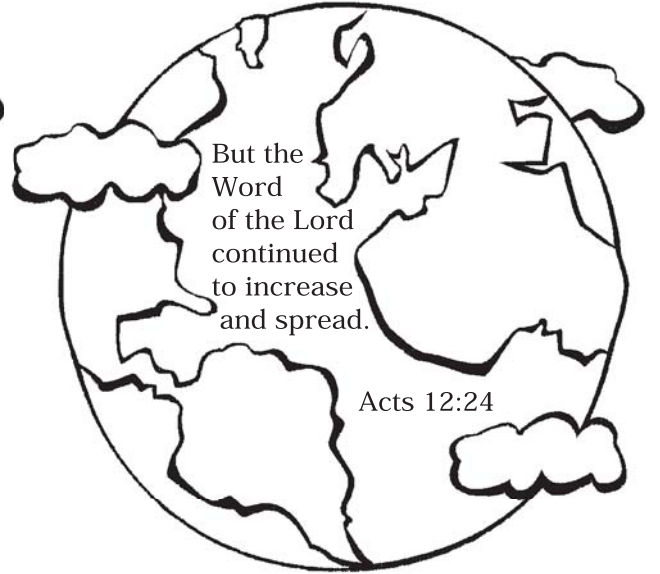 But the
Word
of the Lord
continued
to increase
and spread.
Acts 12:24